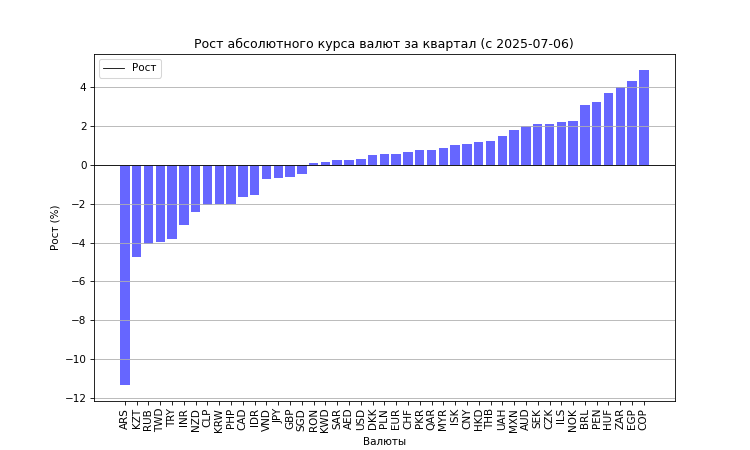 Рост абсолютного курса валют за квартал (с 2025-07-06)
Рост
Рост (%)
4
2
0
−2
−4
−6
−8
−10
−12
ARS KZT RUB TWD TRY INR NZD CLP KRW PHP CAD IDR VND JPY GBP SGD RON KWD SAR AED USD DKK PLN EUR CHF PKR QAR MYR ISK CNY HKD THB UAH MXN AUD SEK CZK ILS NOK BRL PEN HUF ZAR EGP COP
Валюты